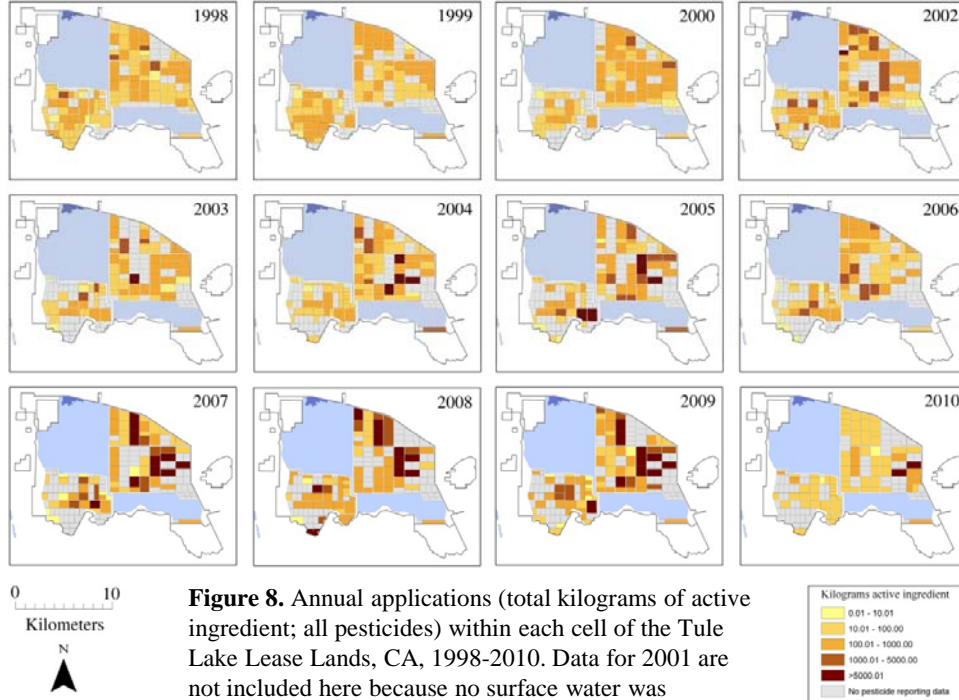 1998
1999
2000
2002
2003
2004
2005
2006
2007
2008
2009
2010
0 10
Kilometers
N
Figure 8. Annual applications (total kilograms of active
ingredient; all pesticides) within each cell of the Tule
Lake Lease Lands, CA, 1998-2010. Data for 2001 are
not included here because no surface water was
Kilograms active ingredient
0.01 - 10.01
10.01 - 100.00
100.01 - 1000.00
1000.01 - 5000.00
>5000.01
No pesticide reporting data